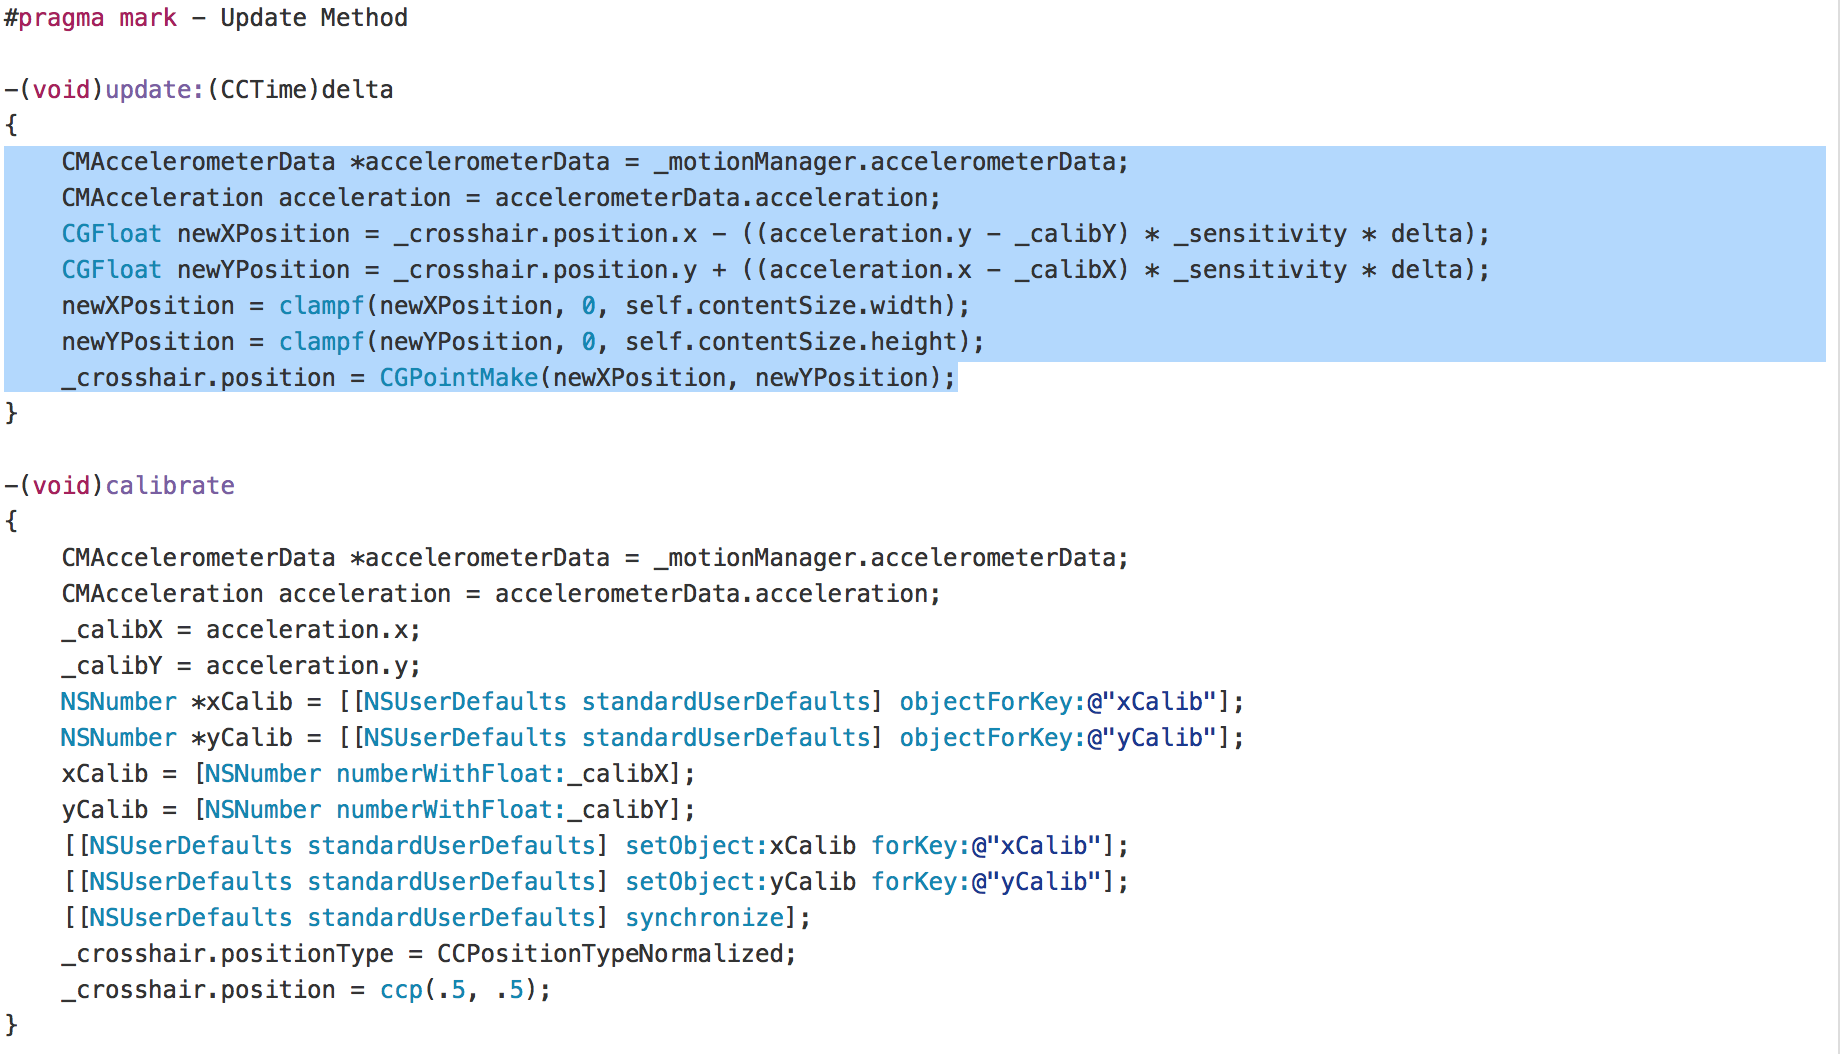 #pragma mark - Update Method
-(void)update:(CCTime)delta
{
    CMAccelerometerData *accelerometerData = _motionManager.accelerometerData;
    CMAcceleration acceleration = accelerometerData.acceleration;
    CGFloat newXPosition = _crosshair.position.x - ((acceleration.y - _calibY) * _sensitivity * delta);
    CGFloat newYPosition = _crosshair.position.y + ((acceleration.x - _calibX) * _sensitivity * delta);
    newXPosition = clampf(newXPosition, 0, self.contentSize.width);
    newYPosition = clampf(newYPosition, 0, self.contentSize.height);
    _crosshair.position = CGPointMake(newXPosition, newYPosition);
}
-(void)calibrate
{
    CMAccelerometerData *accelerometerData = _motionManager.accelerometerData;
    CMAcceleration acceleration = accelerometerData.acceleration;
    _calibX = acceleration.x;
    _calibY = acceleration.y;
    NSNumber *xCalib = [[NSUserDefaults standardUserDefaults] objectForKey:@"xCalib"];
    NSNumber *yCalib = [[NSUserDefaults standardUserDefaults] objectForKey:@"yCalib"];
    xCalib = [NSNumber numberWithFloat:_calibX];
    yCalib = [NSNumber numberWithFloat:_calibY];
    [[NSUserDefaults standardUserDefaults] setObject:xCalib forKey:@"xCalib"];
    [[NSUserDefaults standardUserDefaults] setObject:yCalib forKey:@"yCalib"];
    [[NSUserDefaults standardUserDefaults] synchronize];
    _crosshair.positionType = CCPositionTypeNormalized;
    _crosshair.position = ccp(.5, .5);
}